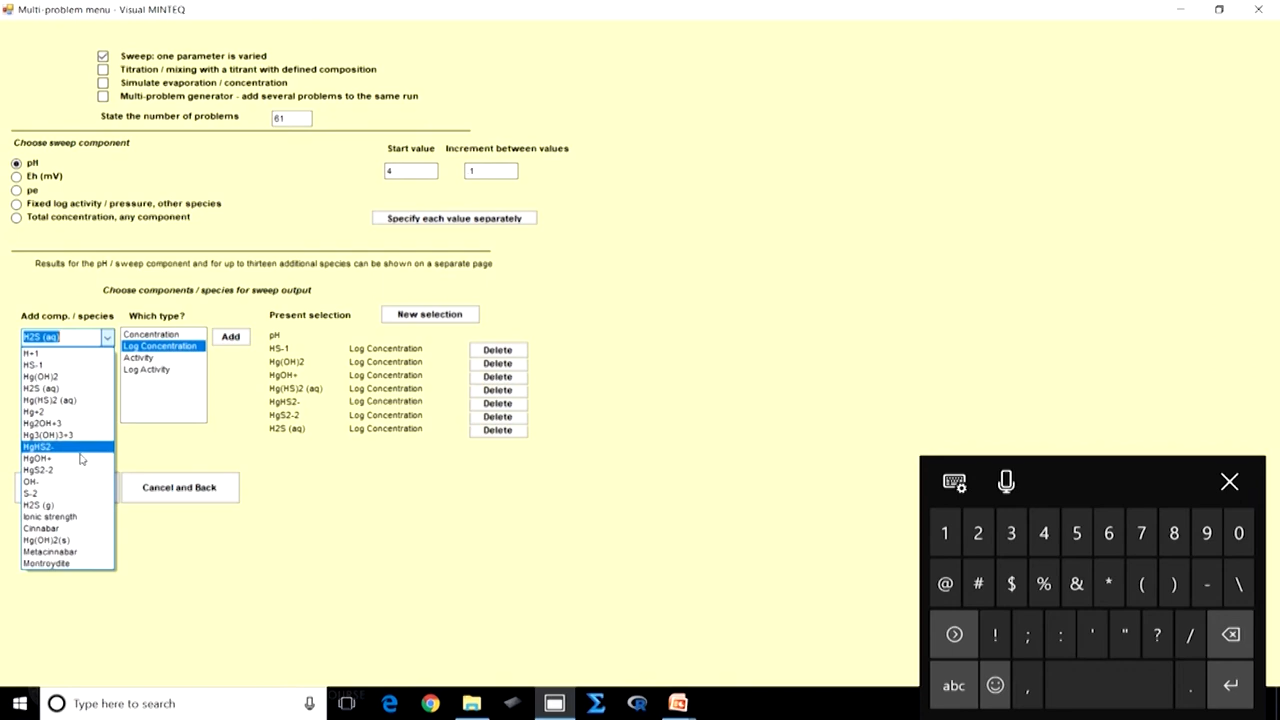 Multi-problem menu - Visual MINTEQ
Sweep: one parameter is varied
Titration / mixing with a titrant with defined composition
Simulate evaporation / concentration
Multi-problem generator - add several problems to the same run
State the number of problems 61
Choose sweep component
Start value Increment between values
pH
4 1
Eh (mV)
pe
Fixed log activity / pressure, other species
Total concentration, any component
Specify each value separately
Results for the pH / sweep component and for up to thirteen additional species can be shown on a separate page
Choose components / species for sweep output
Add comp. / species Which type? Present selection New selection
H2S (aq) Concentration Add pH
Log Concentration
Activity
Log Activity
HS-1 Log Concentration Delete
Hg(OH)2 Log Concentration Delete
HgOH+ Log Concentration Delete
Hg(HS)2 (aq) Log Concentration Delete
HgHS2- Log Concentration Delete
HgS2-2 Log Concentration Delete
H2S (aq) Log Concentration Delete
H+1
HS-1
Hg(OH)2
H2S (aq)
Hg(HS)2 (aq)
Hg+2
Hg2OH+3
Hg3(OH)3+3
HgHS2-
HgOH+
HgS2-2
OH-
S-2
H2S (g)
Ionic strength
Cinnabar
Hg(OH)2(s)
Metacinnabar
Montroydite
Cancel and Back
1 2 3 4 5 6 7 8 9 0
@ # $ % & * ( ) - \
! ; : ' " ? /
abc , .
Type here to search